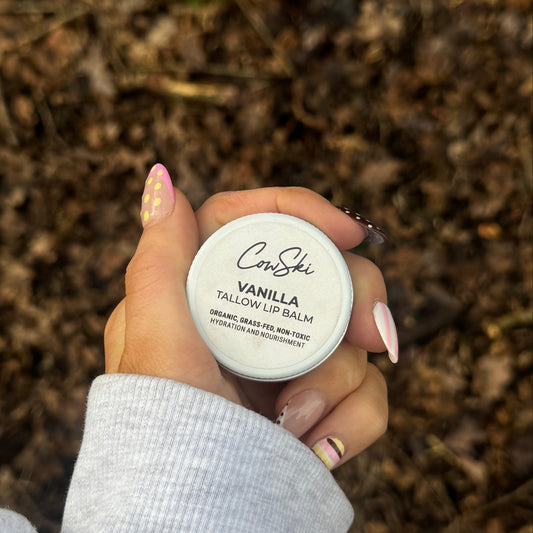 CowSki
VANILLA
TALLOW LIP BALM
ORGANIC, GRASS-FED, NON-TOXIC
HYDRATION AND NOURISHMENT